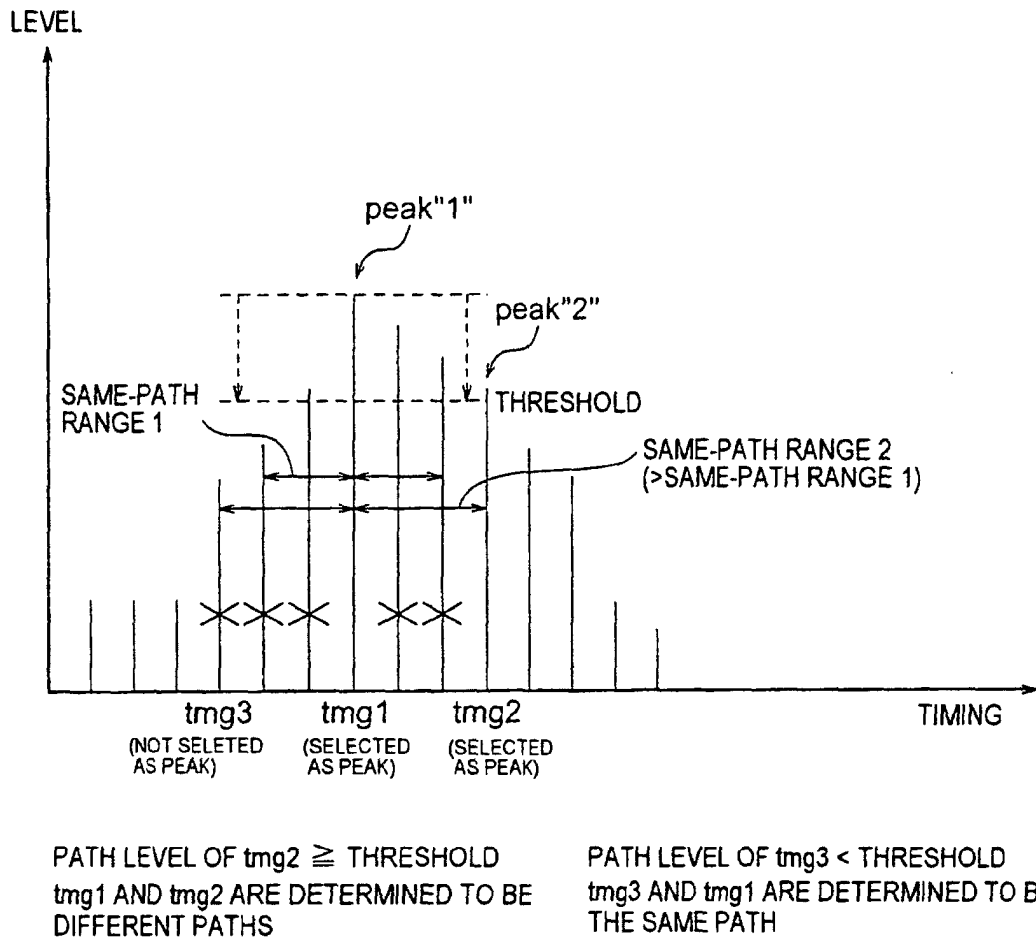 LEVEL
peak"1"
peak"2"
SAME-PATH
RANGE 1
THRESHOLD
SAME-PATH RANGE 2
(>SAME-PATH RANGE 1)
tmg3
(NOT SELETED
AS PEAK)
tmg1
(SELECTED
AS PEAK)
tmg2
(SELECTED
AS PEAK)
TIMING
PATH LEVEL OF tmg2 ≧ THRESHOLD
tmg1 AND tmg2 ARE DETERMINED TO BE
DIFFERENT PATHS
PATH LEVEL OF tmg3 < THRESHOLD
tmg3 AND tmg1 ARE DETERMINED TO B
THE SAME PATH